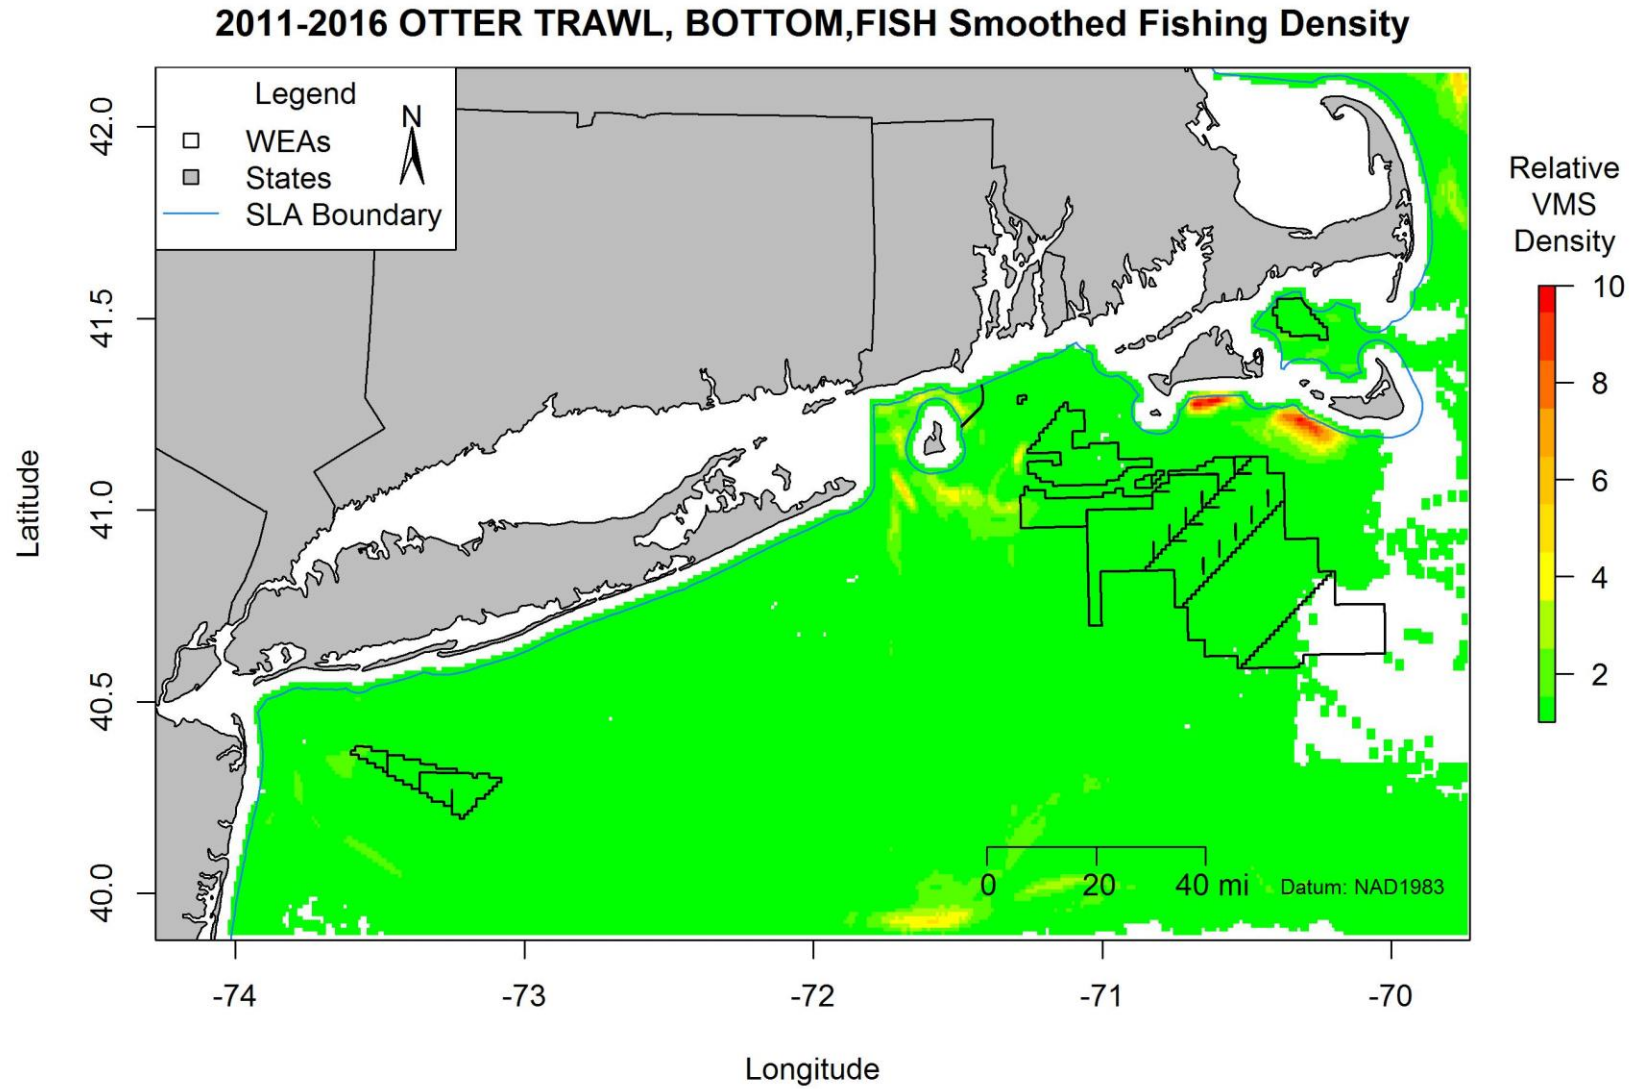 2011-2016 OTTER TRAWL, BOTTOM,FISH Smoothed Fishing Density
Legend
N
WEAs
States
SLA Boundary
Relative
VMS
Density
10
8
6
4
2
Latitude
42.0
41.5
41.0
40.5
40.0
0 20 40 mi
Datum: NAD1983
-74 -73 -72 -71 -70
Longitude